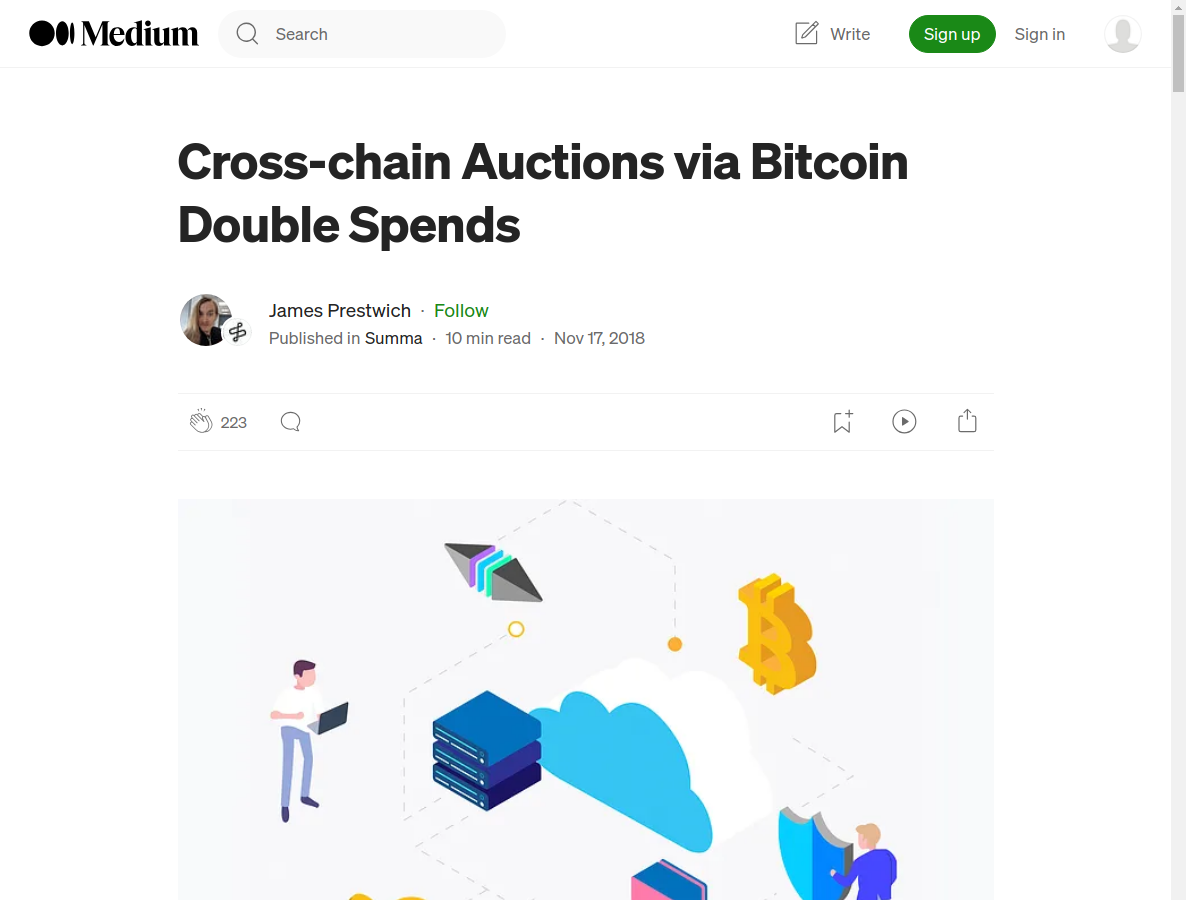 Medium
Search
Write
Sign up
Sign in
Cross-chain Auctions via Bitcoin
Double Spends
James Prestwich · Follow
Published in Summa · 10 min read · Nov 17, 2018
223